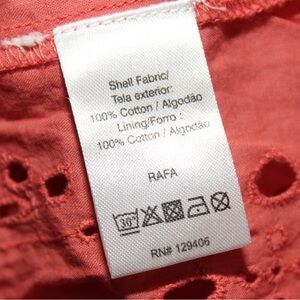 Shell Fabric/
Tela exterior:
100% Cotton / Algodão
Lining/Forro :
100% Cotton / Algodão
RAFA
30°
RN# 129406